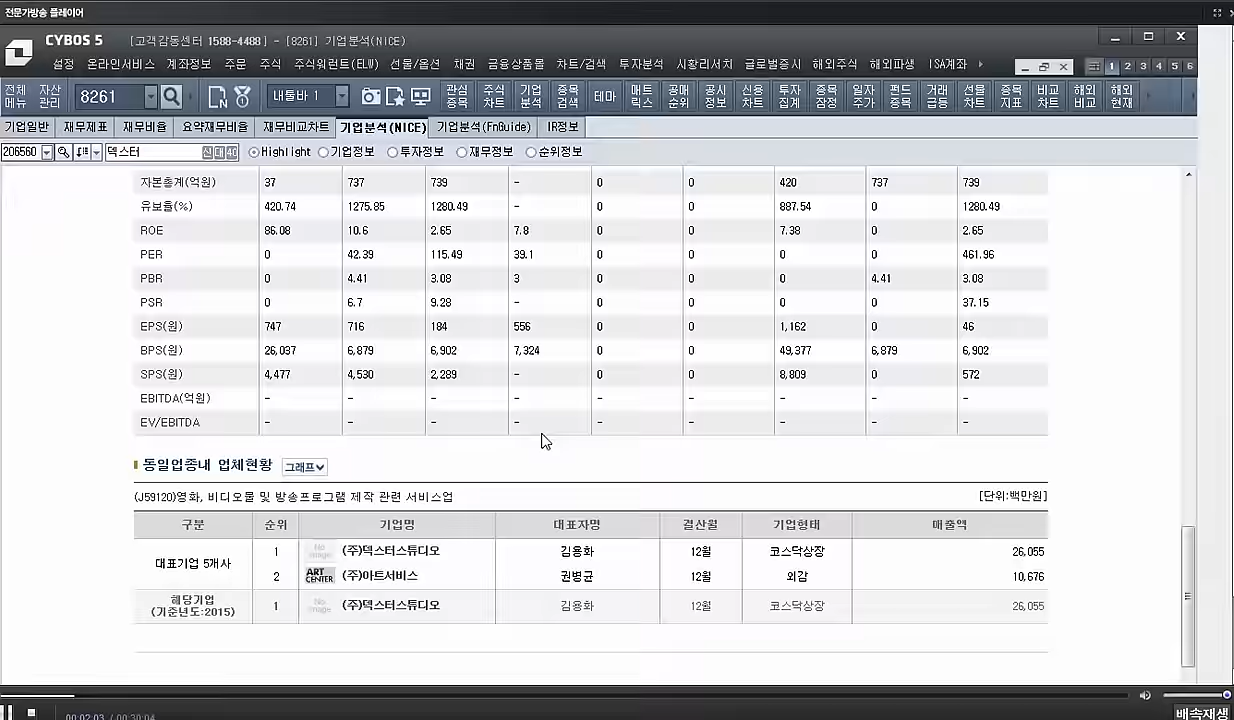 전문가방송 플레이어
CYBOS 5 [고객감동센터 1588-4488] - [8261] 기업분석(NICE)
설정 온라인서비스 계좌정보 주문 주식 주식워런트(ELW) 선물/옵션 채권 금융상품몰 차트/검색 투자분석 시황리서치 글로벌증시 해외주식 해외파생 ISA계좌 1 2 3 4 5 6
전체메뉴 자산관리 8261 내툴바 1 관심종목 주식차트 기업분석 종목검색 테마 매트릭스 공매순위 공시정보 신용차트 투자집계 종목잠정 일자주가 펀드종목 거래급등 선물차트 종목지표 비교차트 해외비교 해외현재
기업일반 재무제표 재무비율 요약재무비율 재무비교차트 기업분석(NICE) 기업분석(FnGuide) IR정보
206560 덱스터 신 대 40 Highlight 기업정보 투자정보 재무정보 순위정보
자본총계(억원) 37 737 739 - 0 0 420 737 739
유보율(%) 420.74 1275.85 1280.49 - 0 0 887.54 0 1280.49
ROE 86.08 10.6 2.65 7.8 0 0 7.38 0 2.65
PER 0 42.39 115.49 39.1 0 0 0 0 461.96
PBR 0 4.41 3.08 3 0 0 0 4.41 3.08
PSR 0 6.7 9.28 - 0 0 0 0 37.15
EPS(원) 747 716 184 556 0 0 1,162 0 46
BPS(원) 26,037 6,879 6,902 7,324 0 0 49,377 6,879 6,902
SPS(원) 4,477 4,530 2,289 - 0 0 8,809 0 572
EBITDA(억원) - - - - - - - - -
EV/EBITDA - - - - - - - - -
동일업종내 업체현황 그래프
(J59120)영화, 비디오물 및 방송프로그램 제작 관련 서비스업 [단위:백만원]
구분 순위 기업명 대표자명 결산월 기업형태 매출액
대표기업 5개사
1 No Image (주)덱스터스튜디오 김용화 12월 코스닥상장 26,055
2 ART CENTER (주)아트서비스 권병균 12월 외감 10,676
해당기업
(기준년도:2015) 1 No Image (주)덱스터스튜디오 김용화 12월 코스닥상장 26,055
00:02:03 / 00:30:04 배속재생